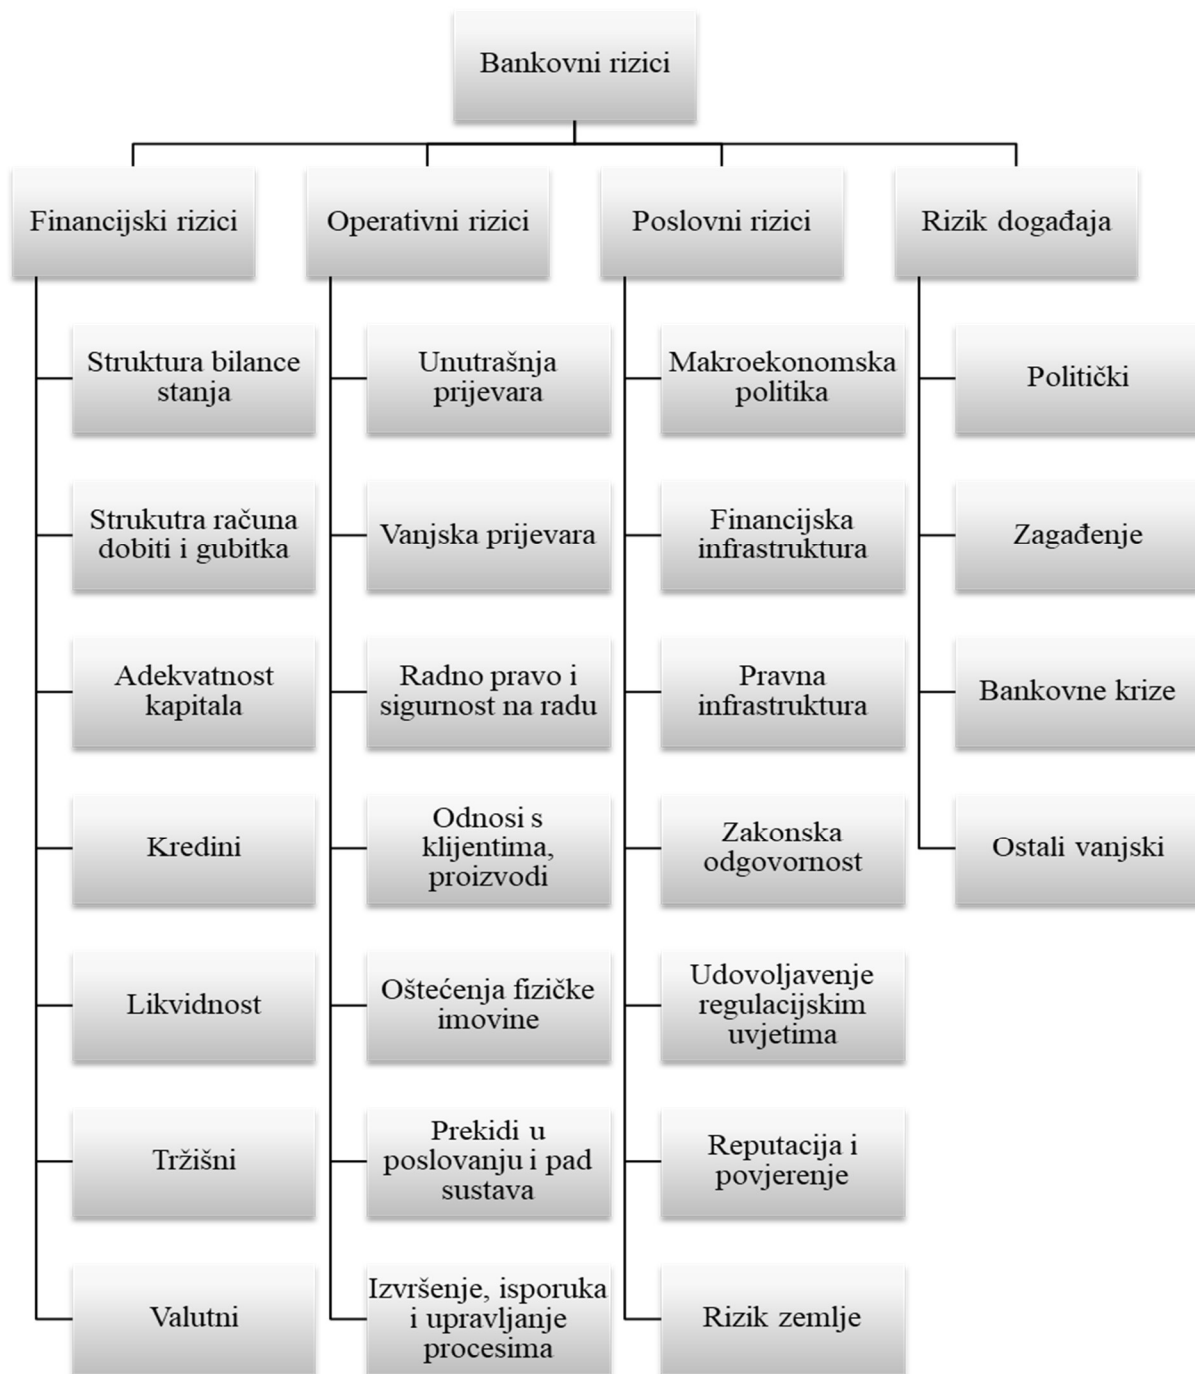 Bankovni rizici
Financijski rizici
Operativni rizici
Poslovni rizici
Rizik događaja
Struktura bilance
stanja
Unutrašnja
prijevara
Makroekonomska
politika
Politički
Strukutra računa
dobiti i gubitka
Vanjska prijevara
Financijska
infrastruktura
Zagađenje
Adekvatnost
kapitala
Radno pravo i
sigurnost na radu
Pravna
infrastruktura
Bankovne krize
Kredini
Odnosi s
klijentima,
proizvodi
Zakonska
odgovornost
Ostali vanjski
Likvidnost
Oštećenja fizičke
imovine
Udovoljavenje
regulacijskim
uvjetima
Tržišni
Prekidi u
poslovanju i pad
sustava
Reputacija i
povjerenje
Valutni
Izvršenje, isporuka
i upravljanje
procesima
Rizik zemlje